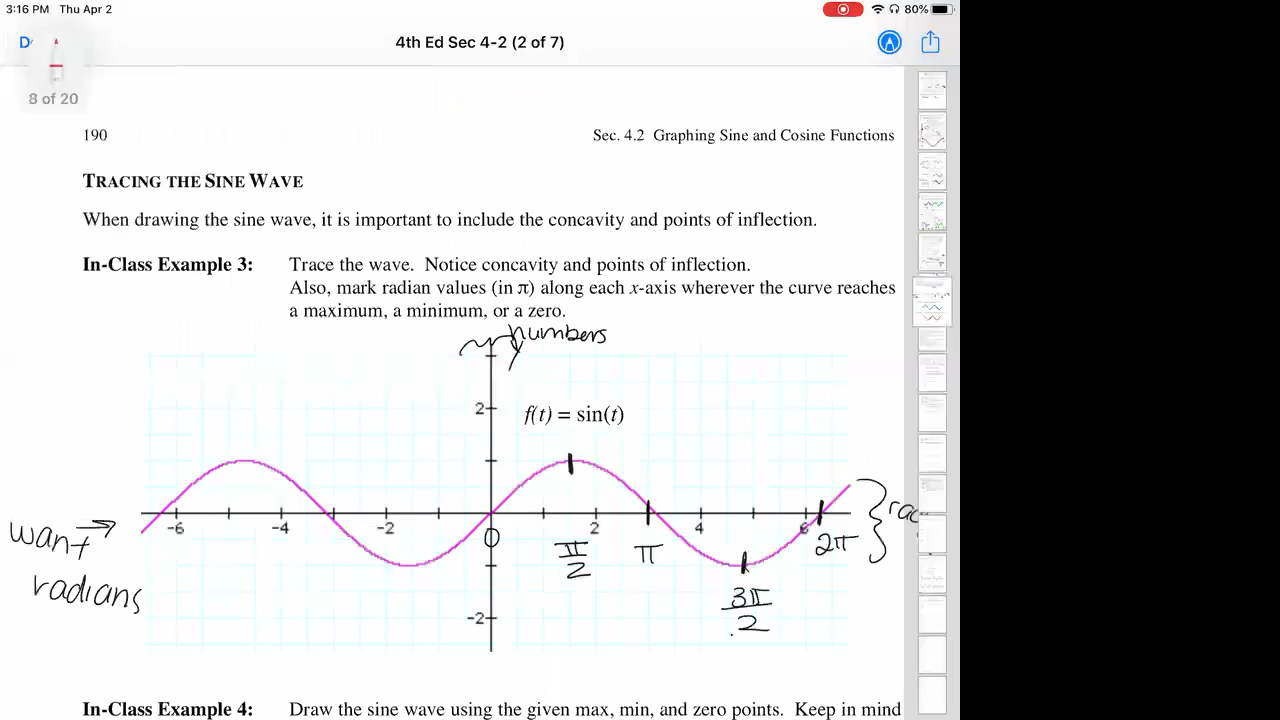 3:16 PM Thu Apr 2
80%
4th Ed Sec 4-2 (2 of 7)
8 of 20
190
Sec. 4.2 Graphing Sine and Cosine Functions
TRACING THE SINE WAVE
When drawing the sine wave, it is important to include the concavity and points of inflection.
In-Class Example 3: Trace the wave. Notice concavity and points of inflection.
Also, mark radian values (in π) along each x-axis wherever the curve reaches
a maximum, a minimum, or a zero.
numbers
2
f(t) = sin(t)
-6 -4 -2 2 4 6
want
radians
0
π/2
π
3π/2
2π
-2
In-Class Example 4: Draw the sine wave using the given max, min, and zero points. Keep in mind